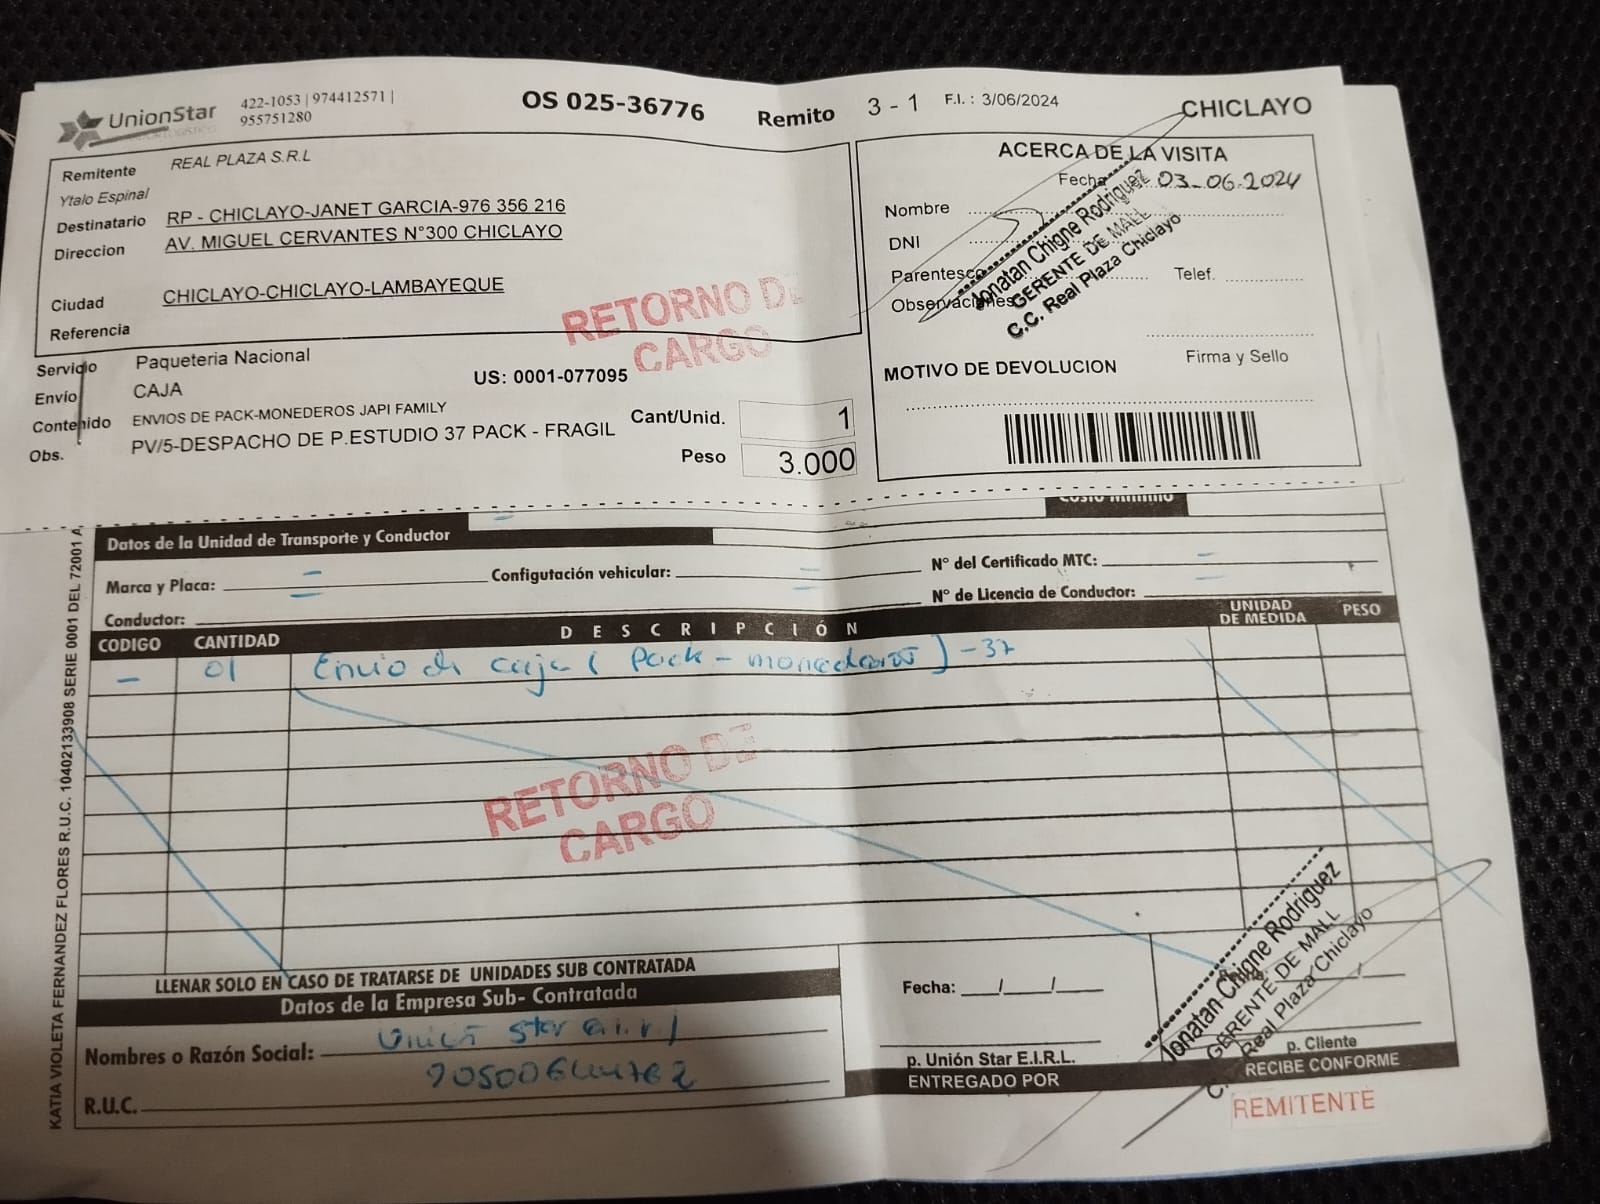 UnionStar
422-1053 | 974412571 |
955751280
OS 025-36776
Remito 3 - 1 F.I. : 3/06/2024
CHICLAYO
Remitente REAL PLAZA S.R.L
Ytalo Espinal
Destinatario RP - CHICLAYO-JANET GARCIA-976 356 216
Direccion AV. MIGUEL CERVANTES N°300 CHICLAYO
Ciudad CHICLAYO-CHICLAYO-LAMBAYEQUE
Referencia
RETORNO DE
CARGO
Servicio Paqueteria Nacional
Envio CAJA
US: 0001-077095
Contenido ENVIOS DE PACK-MONEDEROS JAPI FAMILY
Obs. PV/5-DESPACHO DE P.ESTUDIO 37 PACK - FRAGIL
Cant/Unid. 1
Peso 3.000
ACERCA DE LA VISITA
Fecha 03-06-2024
Nombre
DNI
Parentesco
Telef.
Observaciones
Jonatan Chigne Rodriguez
GERENTE DE MALL
C.C. Real Plaza Chiclayo
Firma y Sello
MOTIVO DE DEVOLUCION
Costo mínimo
Datos de la Unidad de Transporte y Conductor
Marca y Placa:
Configutación vehicular:
N° del Certificado MTC:
Conductor:
N° de Licencia de Conductor:
CODIGO CANTIDAD DESCRIPCIÓN UNIDAD DE MEDIDA PESO
- 01 Envio de caja ( Pack - monederos ) - 37
RETORNO DE
CARGO
LLENAR SOLO EN CASO DE TRATARSE DE UNIDADES SUB CONTRATADA
Datos de la Empresa Sub- Contratada
Nombres o Razón Social: Union Star e.i.r.l
R.U.C.
Fecha: __/__/__
p. Unión Star E.I.R.L.
ENTREGADO POR
Jonatan Chigne Rodriguez
GERENTE DE MALL
C.C. Real Plaza Chiclayo
p. Cliente
RECIBE CONFORME
REMITENTE
KATIA VIOLETA FERNANDEZ FLORES R.U.C. 10402133908 SERIE 0001 DEL 72001 A